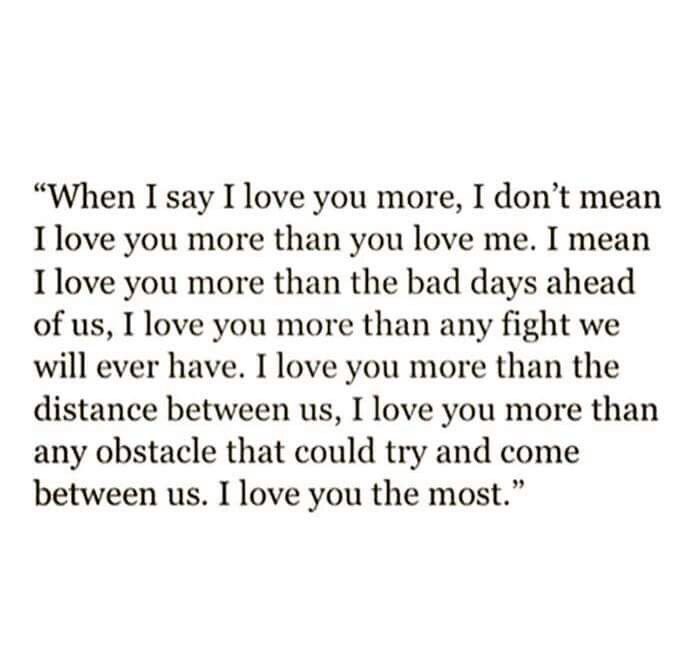 “When I say I love you more, I don’t mean
I love you more than you love me. I mean
I love you more than the bad days ahead
of us, I love you more than any fight we
will ever have. I love you more than the
distance between us, I love you more than
any obstacle that could try and come
between us. I love you the most.”